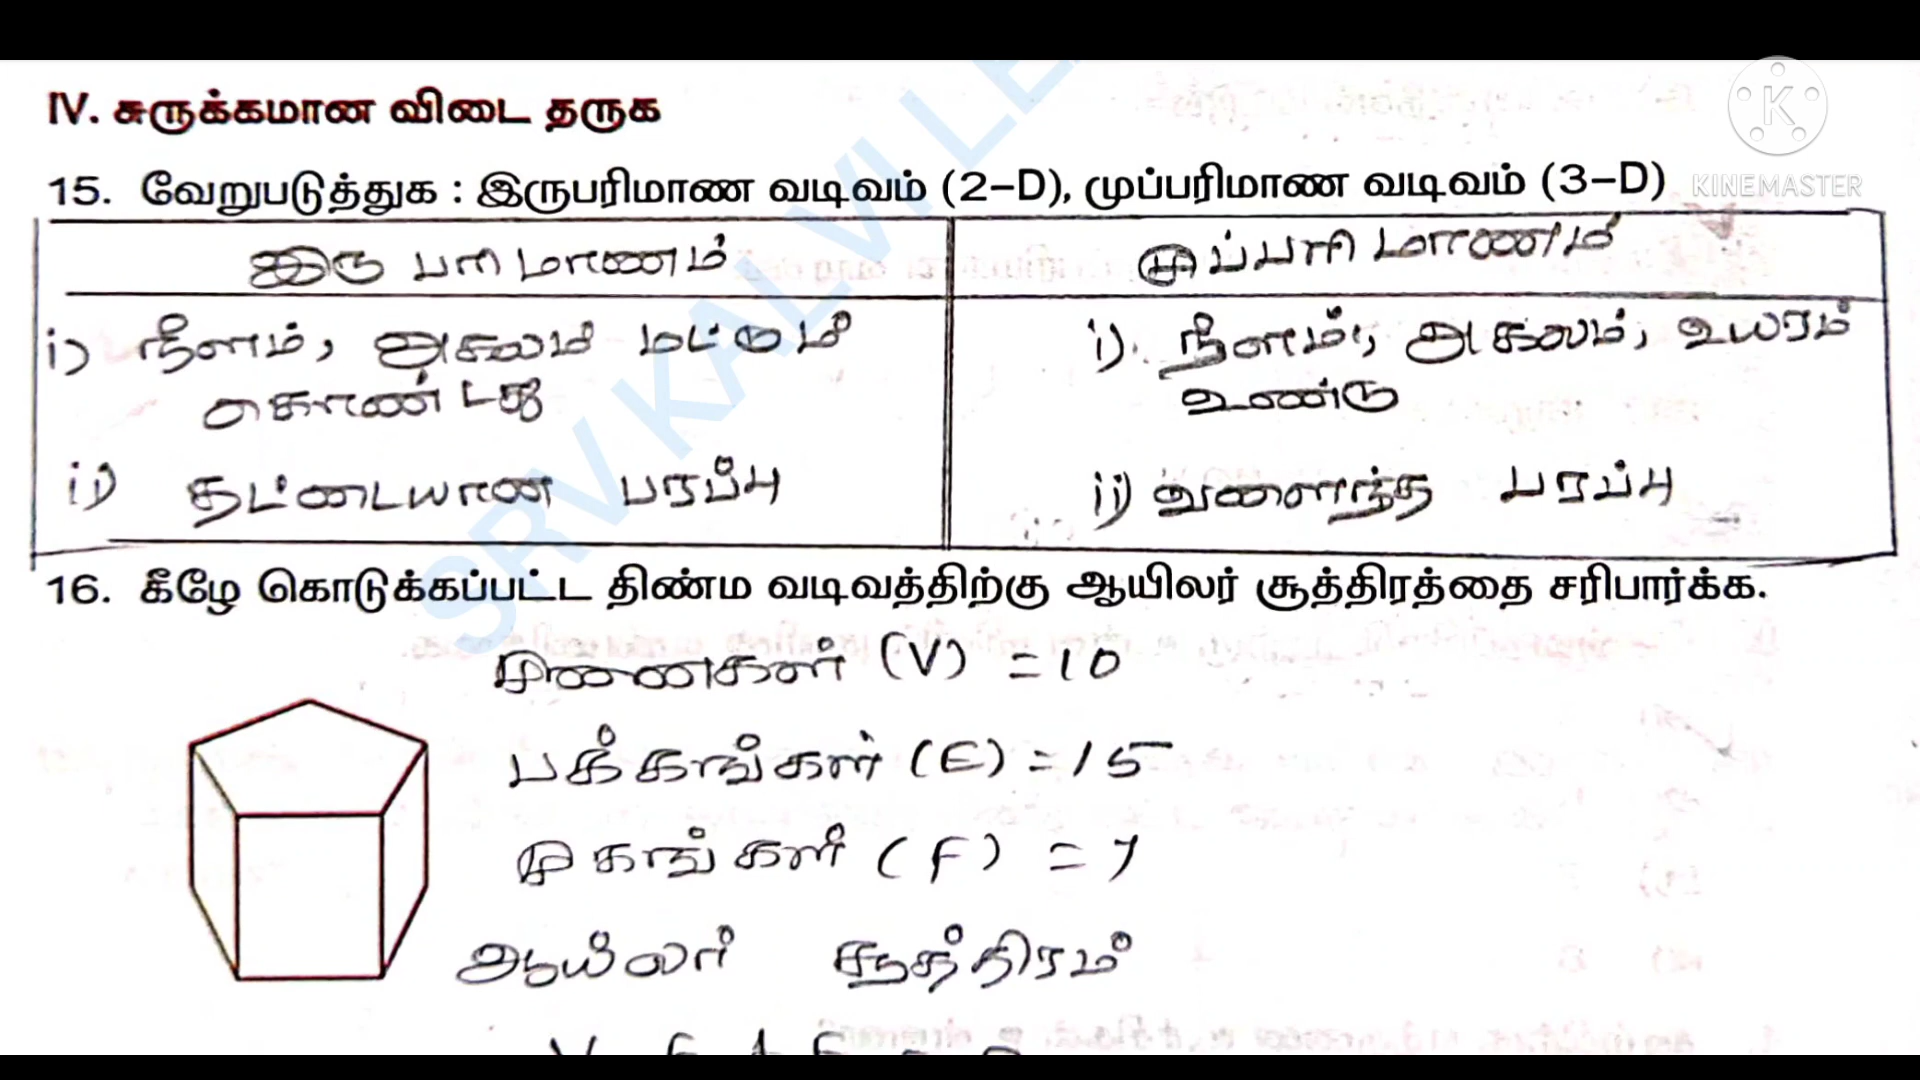 KINEMASTER
IV. சுருக்கமான விடை தருக
15. வேறுபடுத்துக : இருபரிமாண வடிவம் (2-D), முப்பரிமாண வடிவம் (3-D)
இரு பரி மாணம்
முப்பரி மாணம்
i) நீளம், அகலம் மட்டும்
கொண்டது
ii) தட்டையான பரப்பு
i). நீளம், அகலம், உயரம்
உண்டு
ii) வளைந்த பரப்பு
16. கீழே கொடுக்கப்பட்ட திண்ம வடிவத்திற்கு ஆயிலர் சூத்திரத்தை சரிபார்க்க.
முனைகள் (V) = 10
பக்கங்கள் (E) = 15
முகங்கள் (F) = 7
ஆயிலர் சூத்திரம்
SRV KALVI